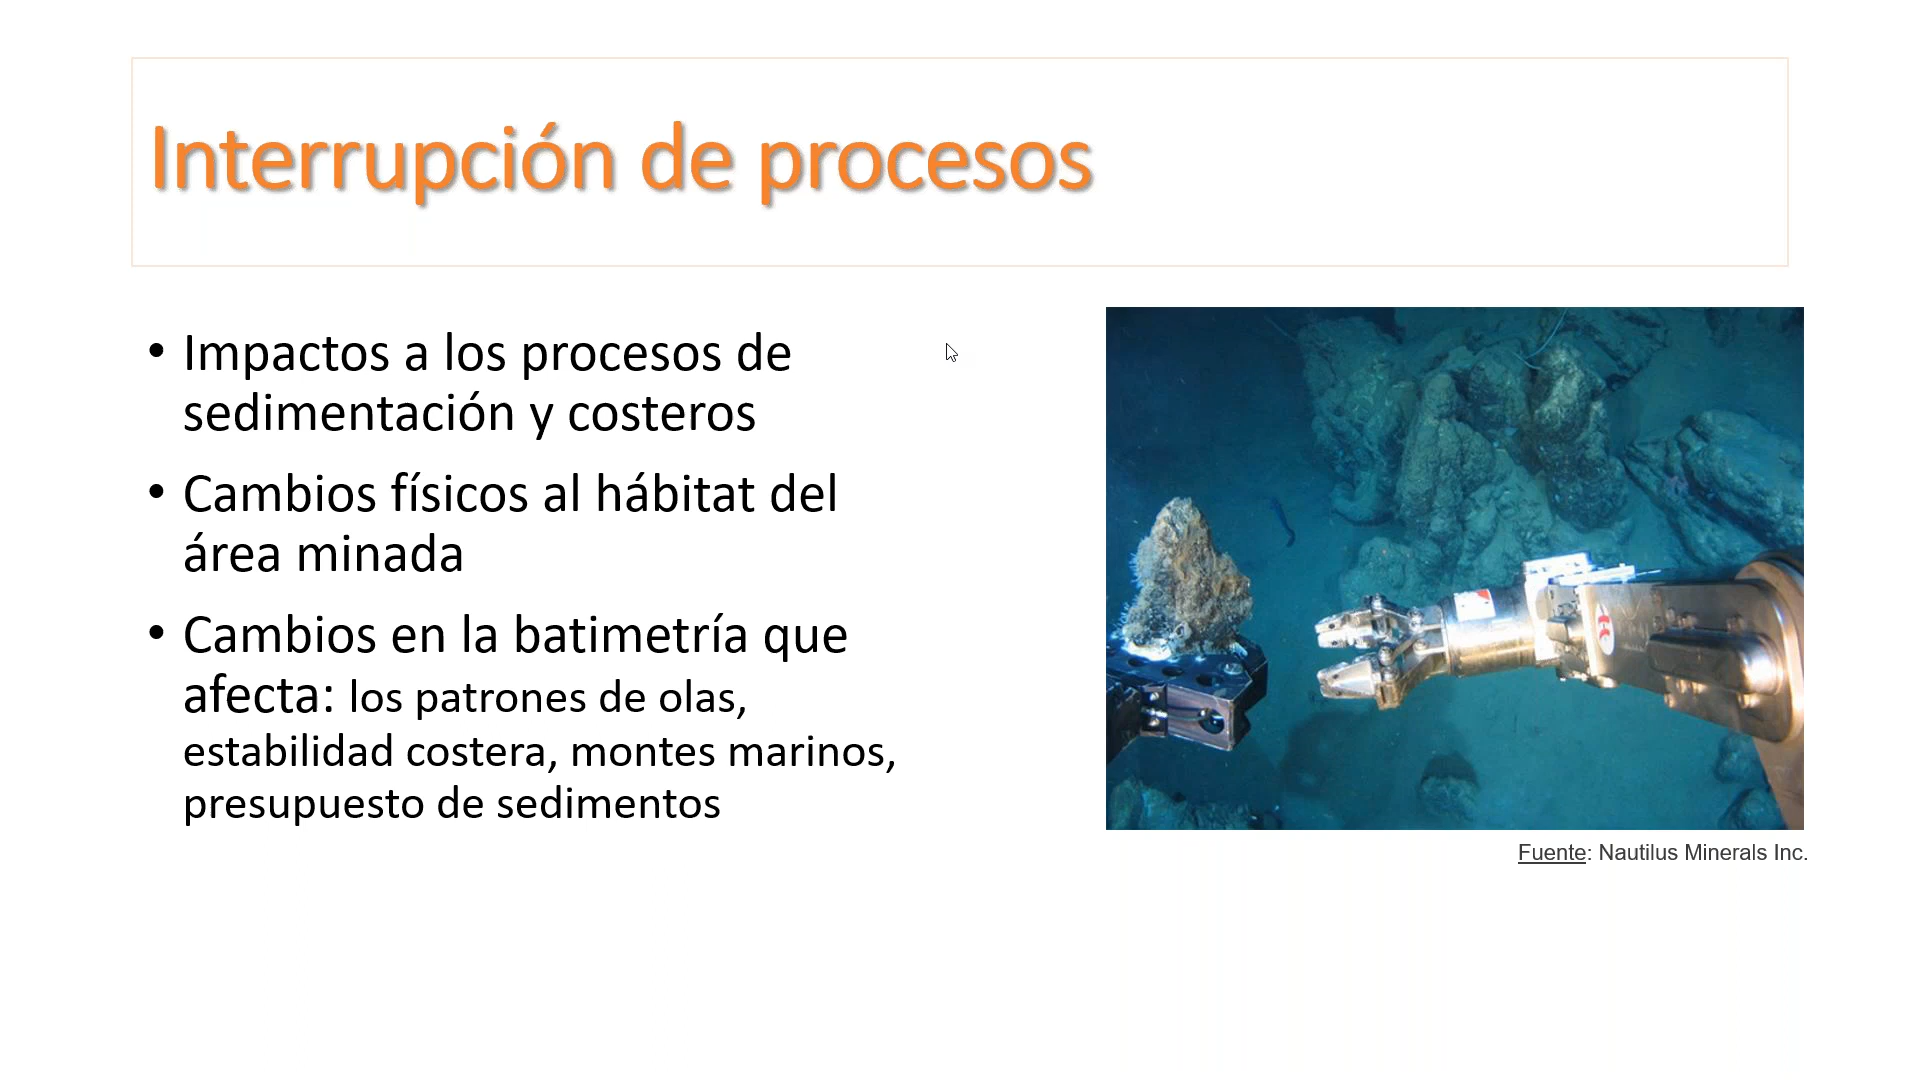 Interrupción de procesos
• Impactos a los procesos de
sedimentación y costeros
• Cambios físicos al hábitat del
área minada
• Cambios en la batimetría que
afecta: los patrones de olas,
estabilidad costera, montes marinos,
presupuesto de sedimentos
Fuente: Nautilus Minerals Inc.